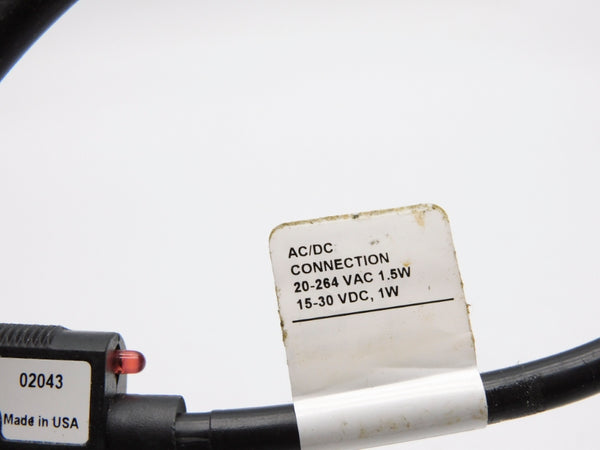 AC/DC
CONNECTION
20-264 VAC 1.5W
15-30 VDC, 1W
02043
Made in USA